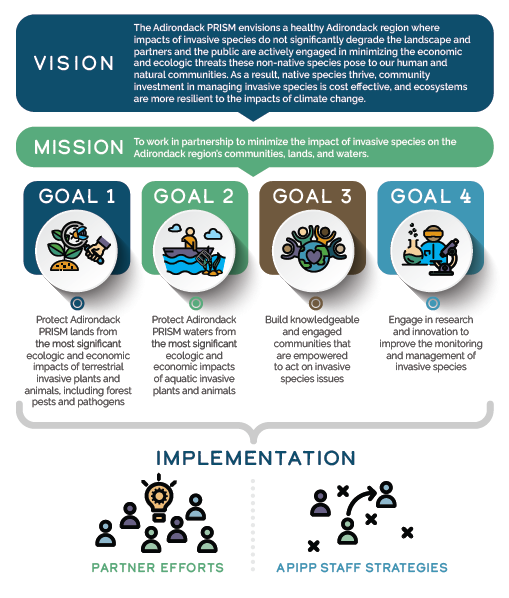 VISION
The Adirondack PRISM envisions a healthy Adirondack region where
impacts of invasive species do not significantly degrade the landscape and
partners and the public are actively engaged in minimizing the economic
and ecologic threats these non-native species pose to our human and
natural communities. As a result, native species thrive, community
investment in managing invasive species is cost effective, and ecosystems
are more resilient to the impacts of climate change.
MISSION
To work in partnership to minimize the impact of invasive species on the
Adirondack region's communities, lands, and waters.
GOAL 1
Protect Adirondack
PRISM lands from
the most significant
ecologic and economic
impacts of terrestrial
invasive plants and
animals, including forest
pests and pathogens
GOAL 2
Protect Adirondack
PRISM waters from
the most significant
ecologic and
economic impacts
of aquatic invasive
plants and animals
GOAL 3
Build knowledgeable
and engaged
communities that
are empowered
to act on invasive
species issues
GOAL 4
Engage in research
and innovation to
improve the monitoring
and management of
invasive species
IMPLEMENTATION
PARTNER EFFORTS
APIPP STAFF STRATEGIES